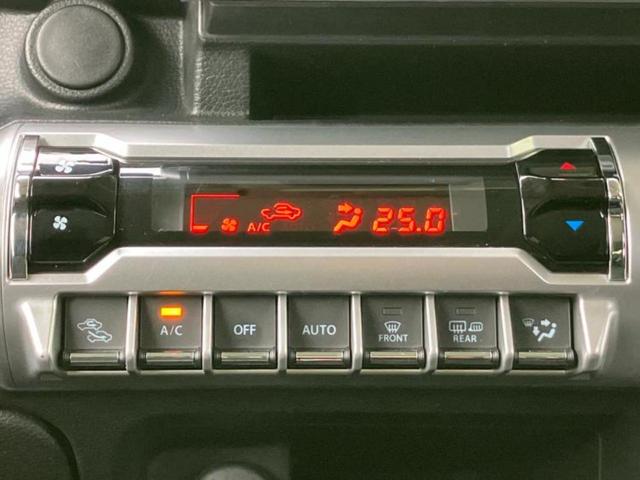 A/C 25.0
A/C OFF AUTO FRONT REAR